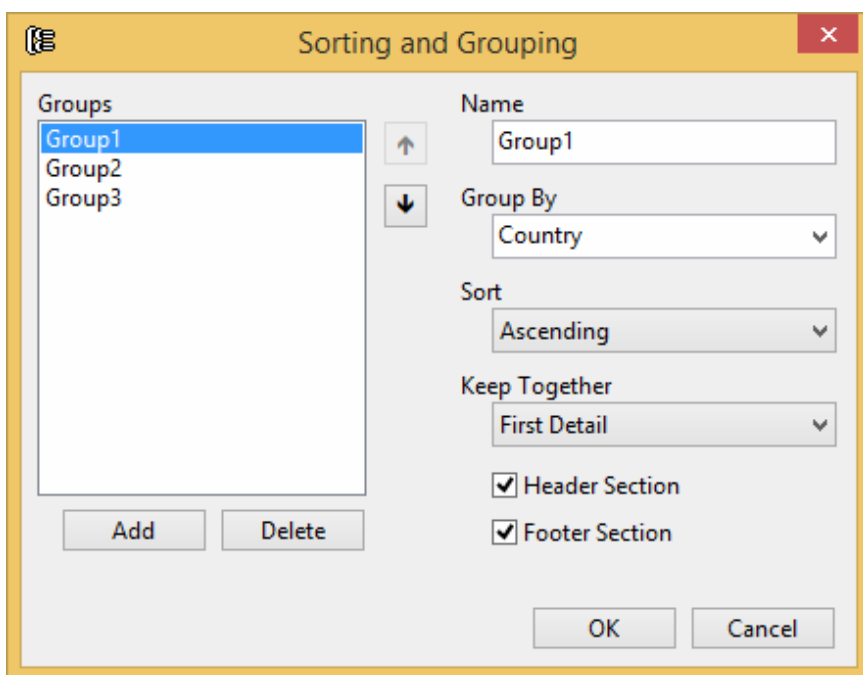 Sorting and Grouping
Groups
Group1
Group2
Group3
Add
Delete
Name
Group1
Group By
Country
Sort
Ascending
Keep Together
First Detail
Header Section
Footer Section
OK
Cancel